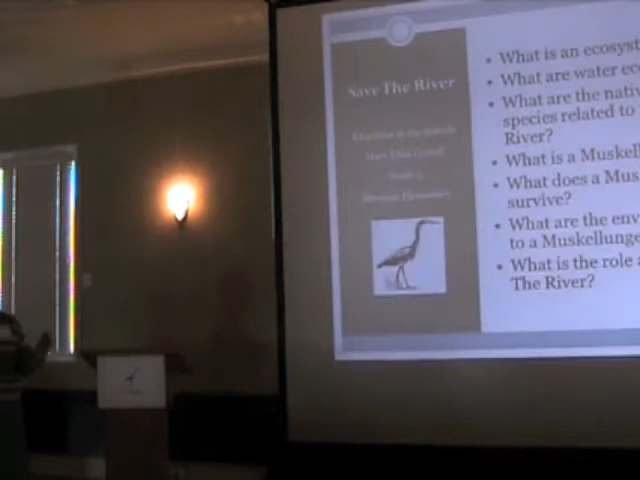 Save The River
• What is an ecosyst
• What are water eco
• What are the nativ
species related to
River?
• What is a Muskell
• What does a Mus
survive?
• What are the env
to a Muskellunge
• What is the role a
The River?